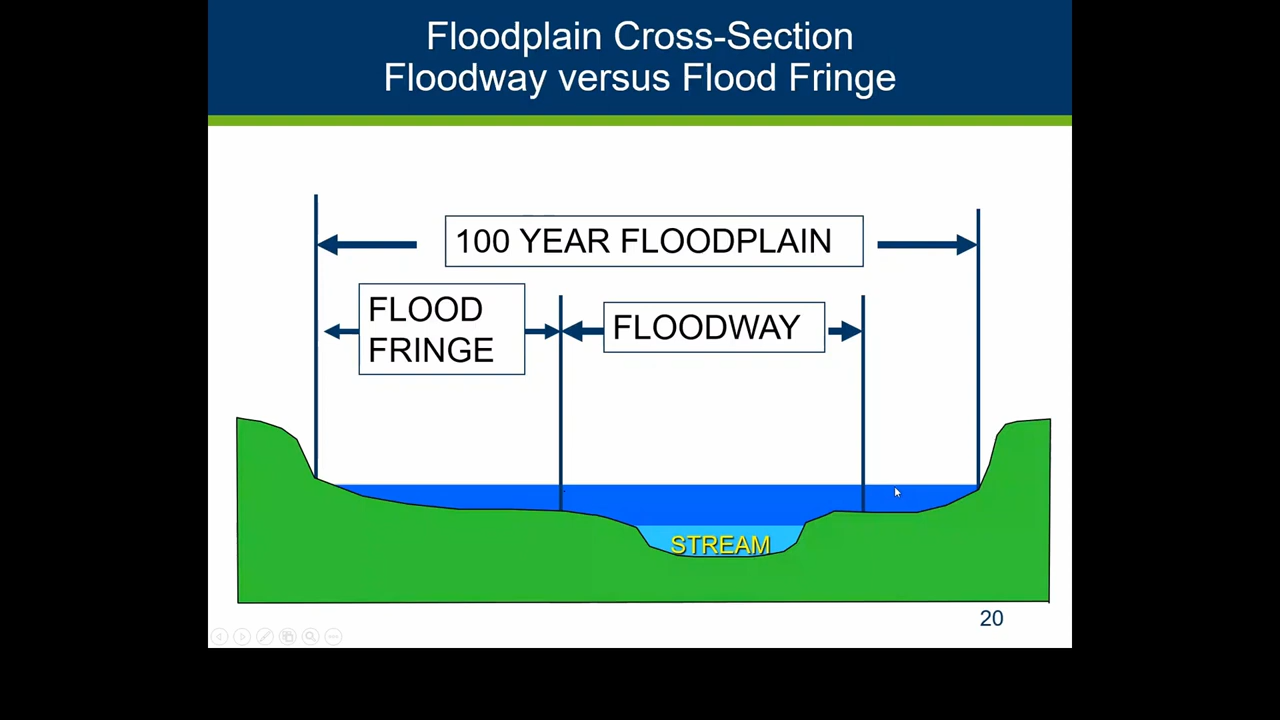 Floodplain Cross-Section
Floodway versus Flood Fringe
100 YEAR FLOODPLAIN
FLOOD
FRINGE
FLOODWAY
STREAM
20